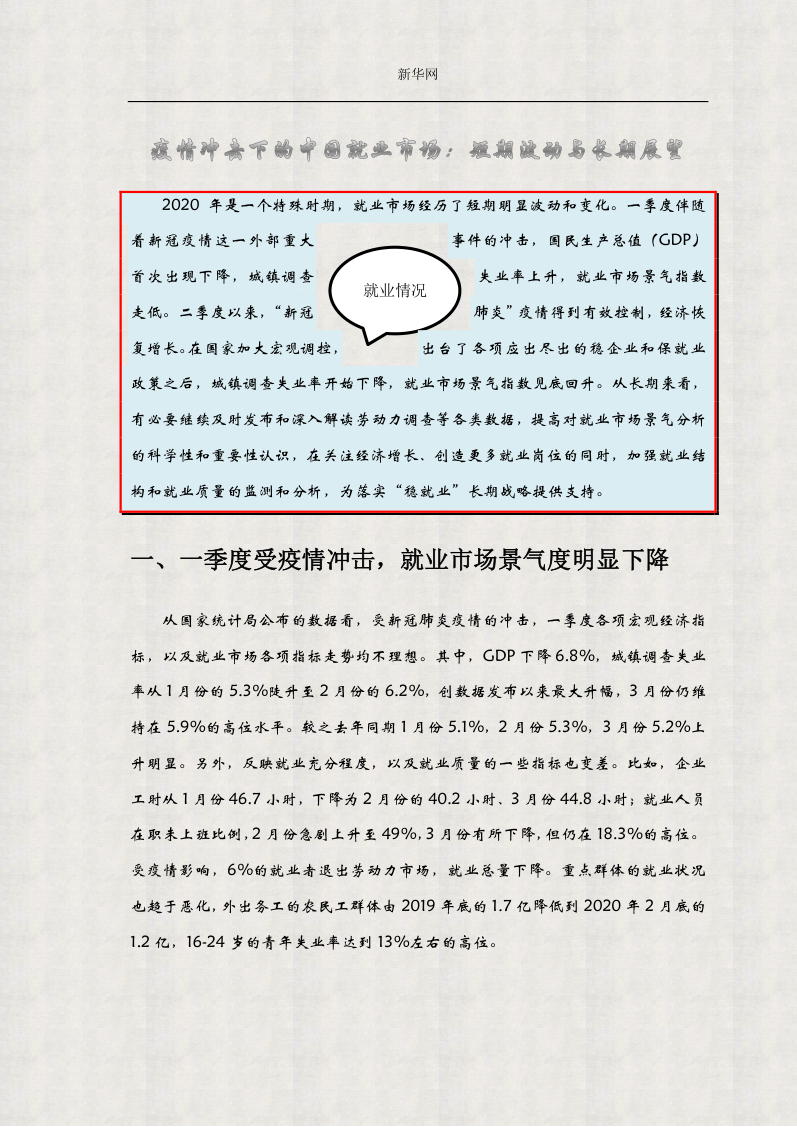 新华网
疫情冲击下的中国就业市场：短期波动与长期展望
2020 年是一个特殊时期，就业市场经历了短期明显波动和变化。一季度伴随
着新冠疫情这一外部重大事件的冲击，国民生产总值（GDP）
首次出现下降，城镇调查失业率上升，就业市场景气指数
就业情况
走低。二季度以来，“新冠肺炎”疫情得到有效控制，经济恢
复增长。在国家加大宏观调控，出台了各项应出尽出的稳企业和保就业
政策之后，城镇调查失业率开始下降，就业市场景气指数见底回升。从长期来看，
有必要继续及时发布和深入解读劳动力调查等各类数据，提高对就业市场景气分析
的科学性和重要性认识，在关注经济增长、创造更多就业岗位的同时，加强就业结
构和就业质量的监测和分析，为落实“稳就业”长期战略提供支持。
一、一季度受疫情冲击，就业市场景气度明显下降
从国家统计局公布的数据看，受新冠肺炎疫情的冲击，一季度各项宏观经济指
标，以及就业市场各项指标走势均不理想。其中，GDP 下降 6.8%，城镇调查失业
率从 1 月份的 5.3%陡升至 2 月份的 6.2%，创数据发布以来最大升幅，3 月份仍维
持在 5.9%的高位水平。较之去年同期 1 月份 5.1%，2 月份 5.3%，3 月份 5.2%上
升明显。另外，反映就业充分程度，以及就业质量的一些指标也变差。比如，企业
工时从 1 月份 46.7 小时，下降为 2 月份的 40.2 小时、3 月份 44.8 小时；就业人员
在职未上班比例，2 月份急剧上升至 49%，3 月份有所下降，但仍在 18.3%的高位。
受疫情影响，6%的就业者退出劳动力市场，就业总量下降。重点群体的就业状况
也趋于恶化，外出务工的农民工群体由 2019 年底的 1.7 亿降低到 2020 年 2 月底的
1.2 亿，16-24 岁的青年失业率达到 13%左右的高位。